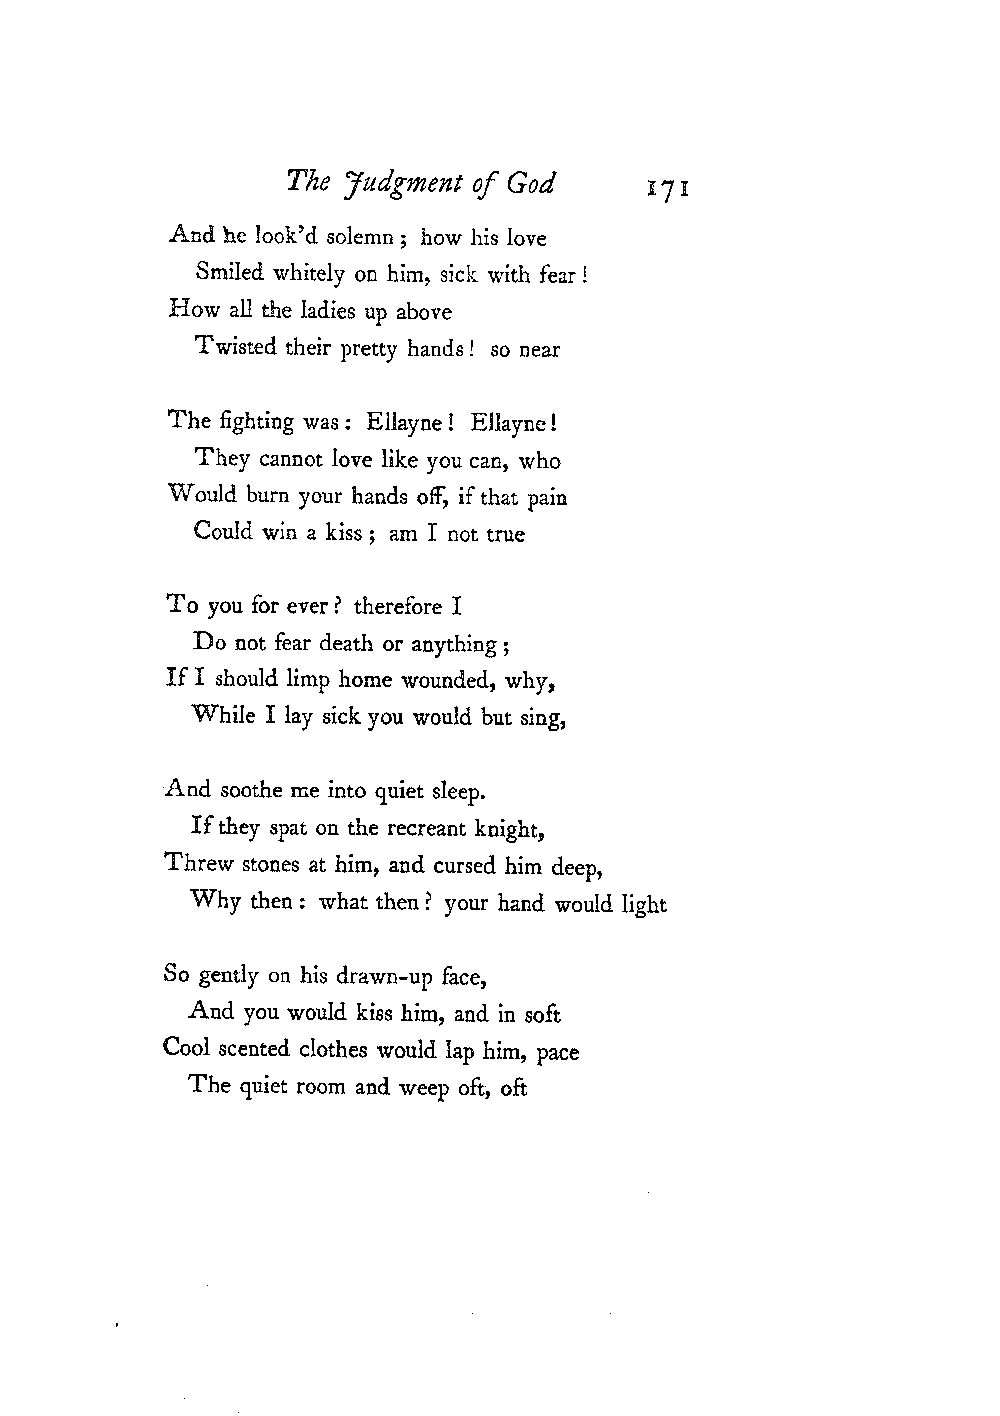 The Judgment of God 171
And he look'd solemn ; how his love
Smiled whitely on him, sick with fear !
How all the ladies up above
Twisted their pretty hands ! so near
The fighting was : Ellayne ! Ellayne !
They cannot love like you can, who
Would burn your hands off, if that pain
Could win a kiss ; am I not true
To you for ever ? therefore I
Do not fear death or anything ;
If I should limp home wounded, why,
While I lay sick you would but sing,
And soothe me into quiet sleep.
If they spat on the recreant knight,
Threw stones at him, and cursed him deep,
Why then : what then ? your hand would light
So gently on his drawn-up face,
And you would kiss him, and in soft
Cool scented clothes would lap him, pace
The quiet room and weep oft, oft